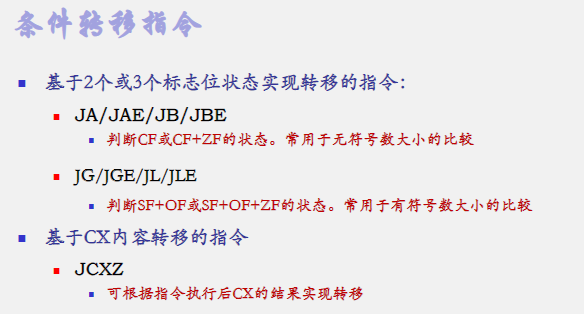 条件转移指令
基于2个或3个标志位状态实现转移的指令：
JA/JAE/JB/JBE
判断CF或CF+ZF的状态。常用于无符号数大小的比较
JG/JGE/JL/JLE
判断SF+OF或SF+OF+ZF的状态。常用于有符号数大小的比较
基于CX内容转移的指令
JCXZ
可根据指令执行后CX的结果实现转移